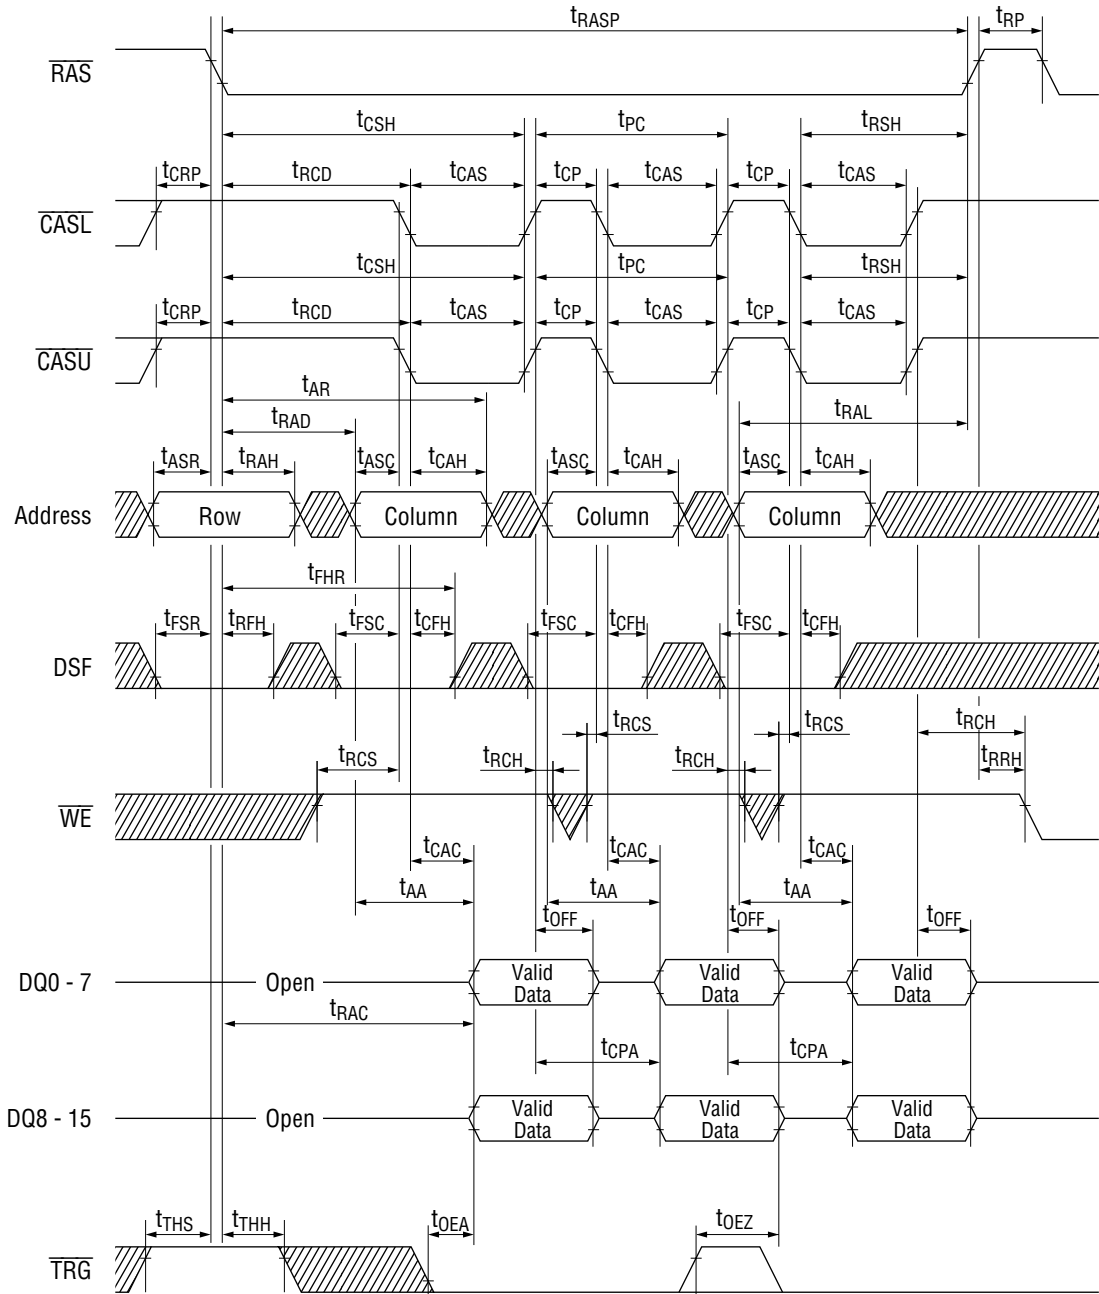 tRASP tRP
RAS
tCSH tPC tRSH
tCRP tRCD tCAS tCP tCAS tCP tCAS
CASL
tCSH tPC tRSH
tCRP tRCD tCAS tCP tCAS tCP tCAS
CASU
tAR
tRAD tRAL
tASR tRAH tASC tCAH tASC tCAH tASC tCAH
Address Row Column Column Column
tFHR
tFSR tRFH tFSC tCFH tFSC tCFH tFSC tCFH
DSF
tRCS tRCS tRCH
tRCS tRCH tRCH tRRH
WE
tCAC tCAC tCAC
tAA tAA tAA
tOFF tOFF tOFF
DQ0 - 7 Open Valid Data Valid Data Valid Data
tRAC
tCPA tCPA
DQ8 - 15 Open Valid Data Valid Data Valid Data
tTHS tTHH tOEA tOEZ
TRG